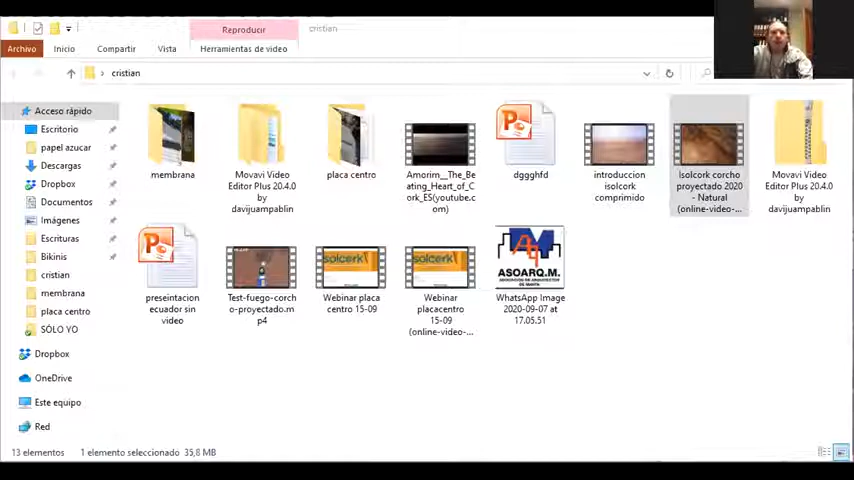 Reproducir
cristian
Archivo
Inicio
Compartir
Vista
Herramientas de video
cristian
Acceso rápido
Escritorio
papel azucar
Descargas
Dropbox
Documentos
Imágenes
Escrituras
Bikinis
cristian
membrana
placa centro
SÓLO YO
Dropbox
OneDrive
Este equipo
Red
membrana
Movavi Video
Editor Plus 20.4.0
by
davijuampablin
placa centro
Amorim__The_Be
ating_Heart_of_C
ork_ES(youtube.c
om)
dggghfd
introduccion
isolcork
comprimido
Isolcork corcho
proyectado 2020
- Natural
(online-video-...
Movavi Video
Editor Plus 20.4.0
by
davijuampablin
preseintacion
ecuador sin
video
Test-fuego-corch
o-proyectado.m
p4
solcerk
Webinar placa
centro 15-09
solcerk
Webinar
placacentro
15-09
(online-video-...
ASOARQ.M.
WhatsApp Image
2020-09-07 at
17.05.51
13 elementos
1 elemento seleccionado 35,8 MB